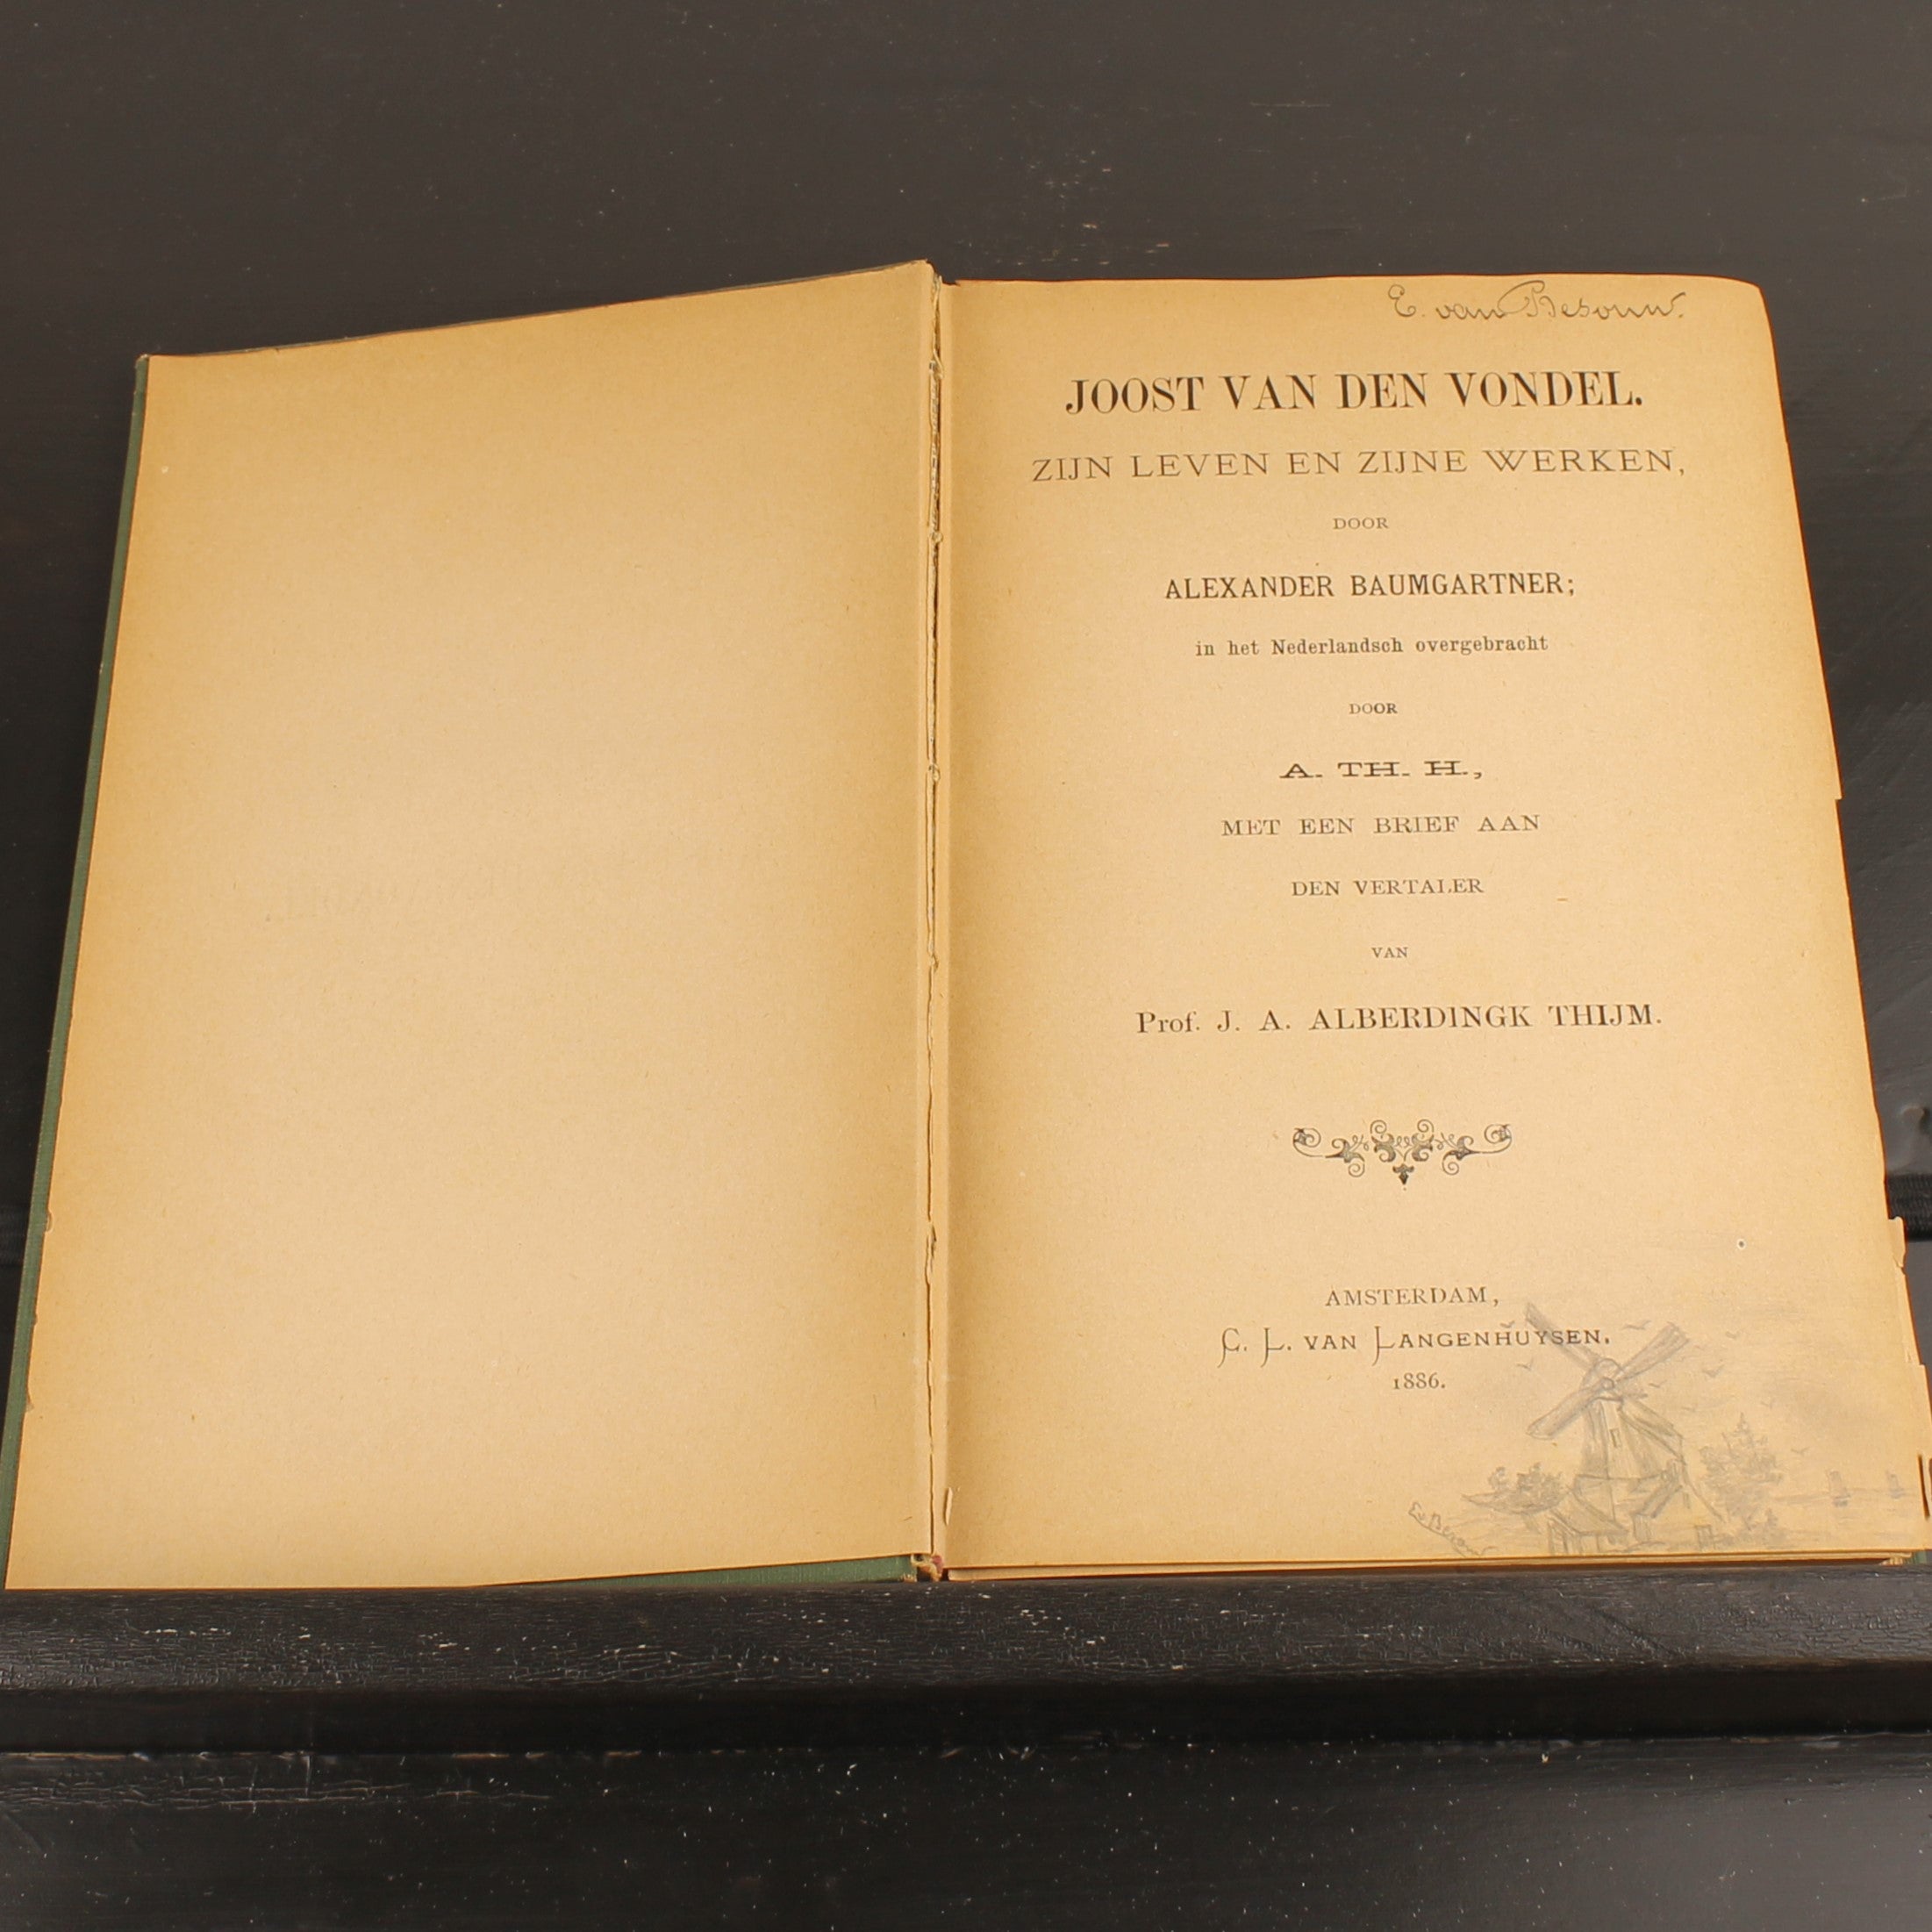 E. van Besouw.
JOOST VAN DEN VONDEL.
ZIJN LEVEN EN ZIJNE WERKEN,
DOOR
ALEXANDER BAUMGARTNER;
in het Nederlandsch overgebracht
DOOR
A. TH. H.,
MET EEN BRIEF AAN
DEN VERTALER
VAN
Prof. J. A. ALBERDINGK THIJM.
AMSTERDAM,
C. L. VAN LANGENHUYSEN.
1886.